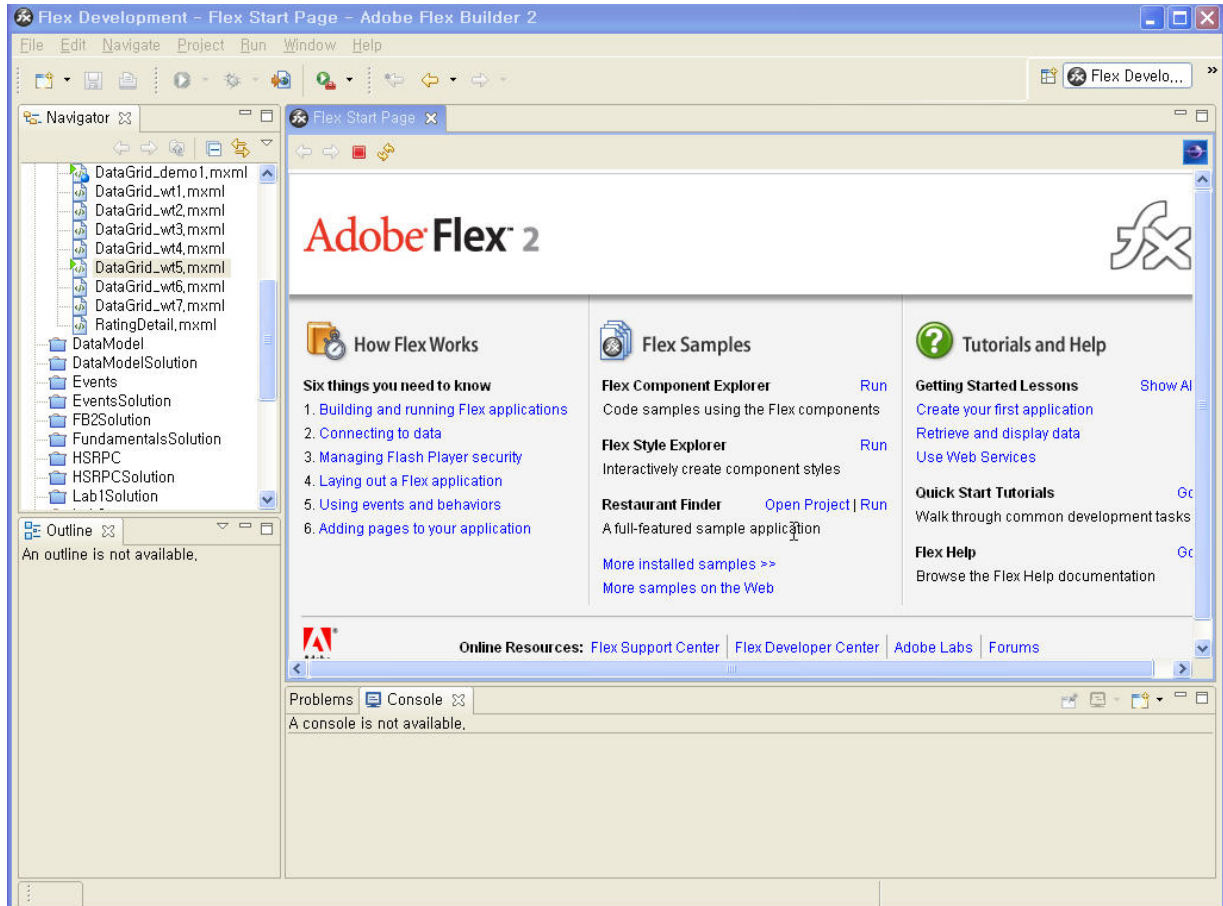 Flex Development - Flex Start Page - Adobe Flex Builder 2
File Edit Navigate Project Run Window Help
Flex Develo...
Navigator
DataGrid_demo1.mxml
DataGrid_wt1.mxml
DataGrid_wt2.mxml
DataGrid_wt3.mxml
DataGrid_wt4.mxml
DataGrid_wt5.mxml
DataGrid_wt6.mxml
DataGrid_wt7.mxml
RatingDetail.mxml
DataModel
DataModelSolution
Events
EventsSolution
FB2Solution
FundamentalsSolution
HSRPC
HSRPCSolution
Lab1Solution
Outline
An outline is not available.
Flex Start Page
Adobe Flex™ 2
How Flex Works
Six things you need to know
1. Building and running Flex applications
2. Connecting to data
3. Managing Flash Player security
4. Laying out a Flex application
5. Using events and behaviors
6. Adding pages to your application
Flex Samples
Flex Component Explorer Run
Code samples using the Flex components
Flex Style Explorer Run
Interactively create component styles
Restaurant Finder Open Project | Run
A full-featured sample application
More installed samples >>
More samples on the Web
Tutorials and Help
Getting Started Lessons Show Al
Create your first application
Retrieve and display data
Use Web Services
Quick Start Tutorials Go
Walk through common development tasks
Flex Help Go
Browse the Flex Help documentation
Online Resources: Flex Support Center | Flex Developer Center | Adobe Labs | Forums
Problems Console
A console is not available.